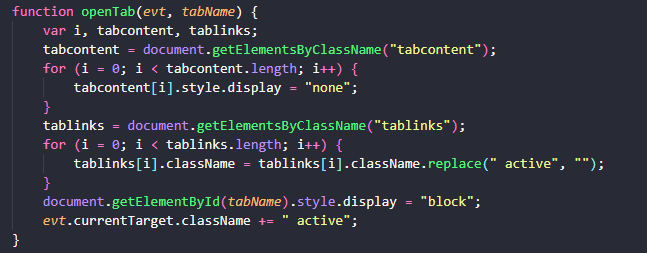 function openTab(evt, tabName) {
    var i, tabcontent, tablinks;
    tabcontent = document.getElementsByClassName("tabcontent");
    for (i = 0; i < tabcontent.length; i++) {
        tabcontent[i].style.display = "none";
    }
    tablinks = document.getElementsByClassName("tablinks");
    for (i = 0; i < tablinks.length; i++) {
        tablinks[i].className = tablinks[i].className.replace(" active", "");
    }
    document.getElementById(tabName).style.display = "block";
    evt.currentTarget.className += " active";
}